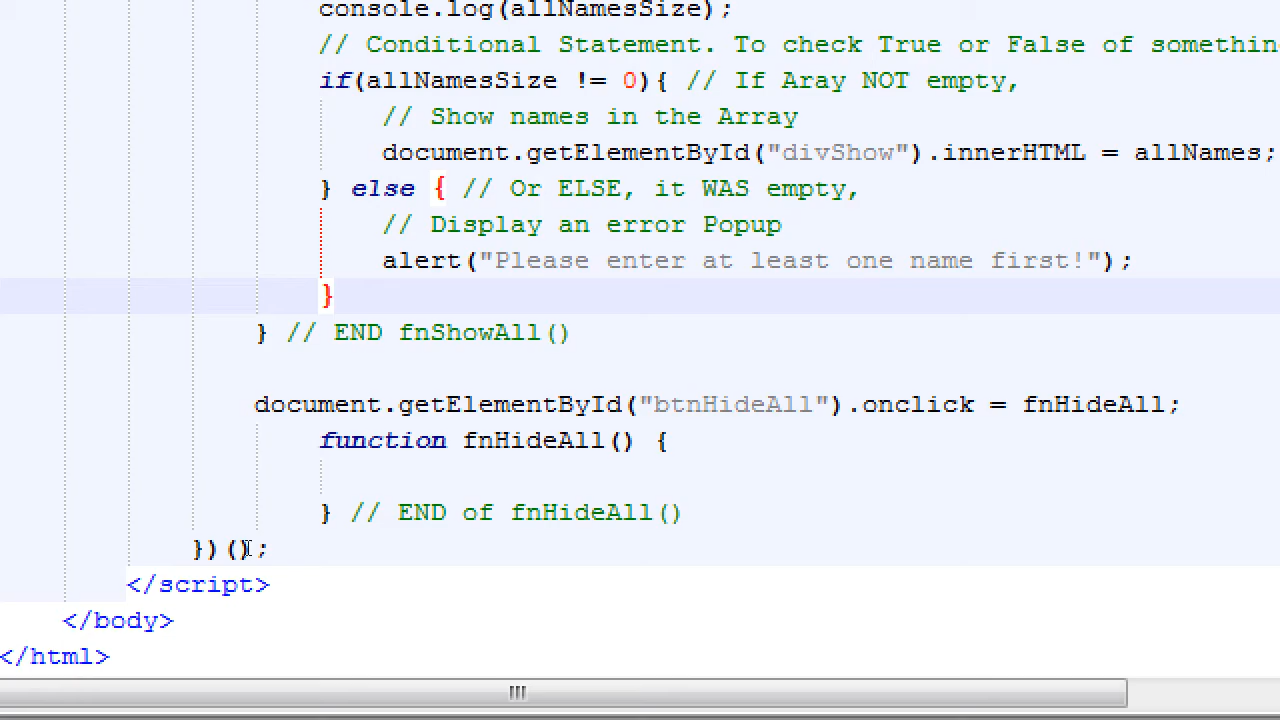 console.log(allNamesSize);
// Conditional Statement. To check True or False of somethin
if(allNamesSize != 0){ // If Aray NOT empty,
// Show names in the Array
document.getElementById("divShow").innerHTML = allNames;
} else { // Or ELSE, it WAS empty,
// Display an error Popup
alert("Please enter at least one name first!");
}
} // END fnShowAll()
document.getElementById("btnHideAll").onclick = fnHideAll;
function fnHideAll() {
} // END of fnHideAll()
})();
</script>
</body>
</html>